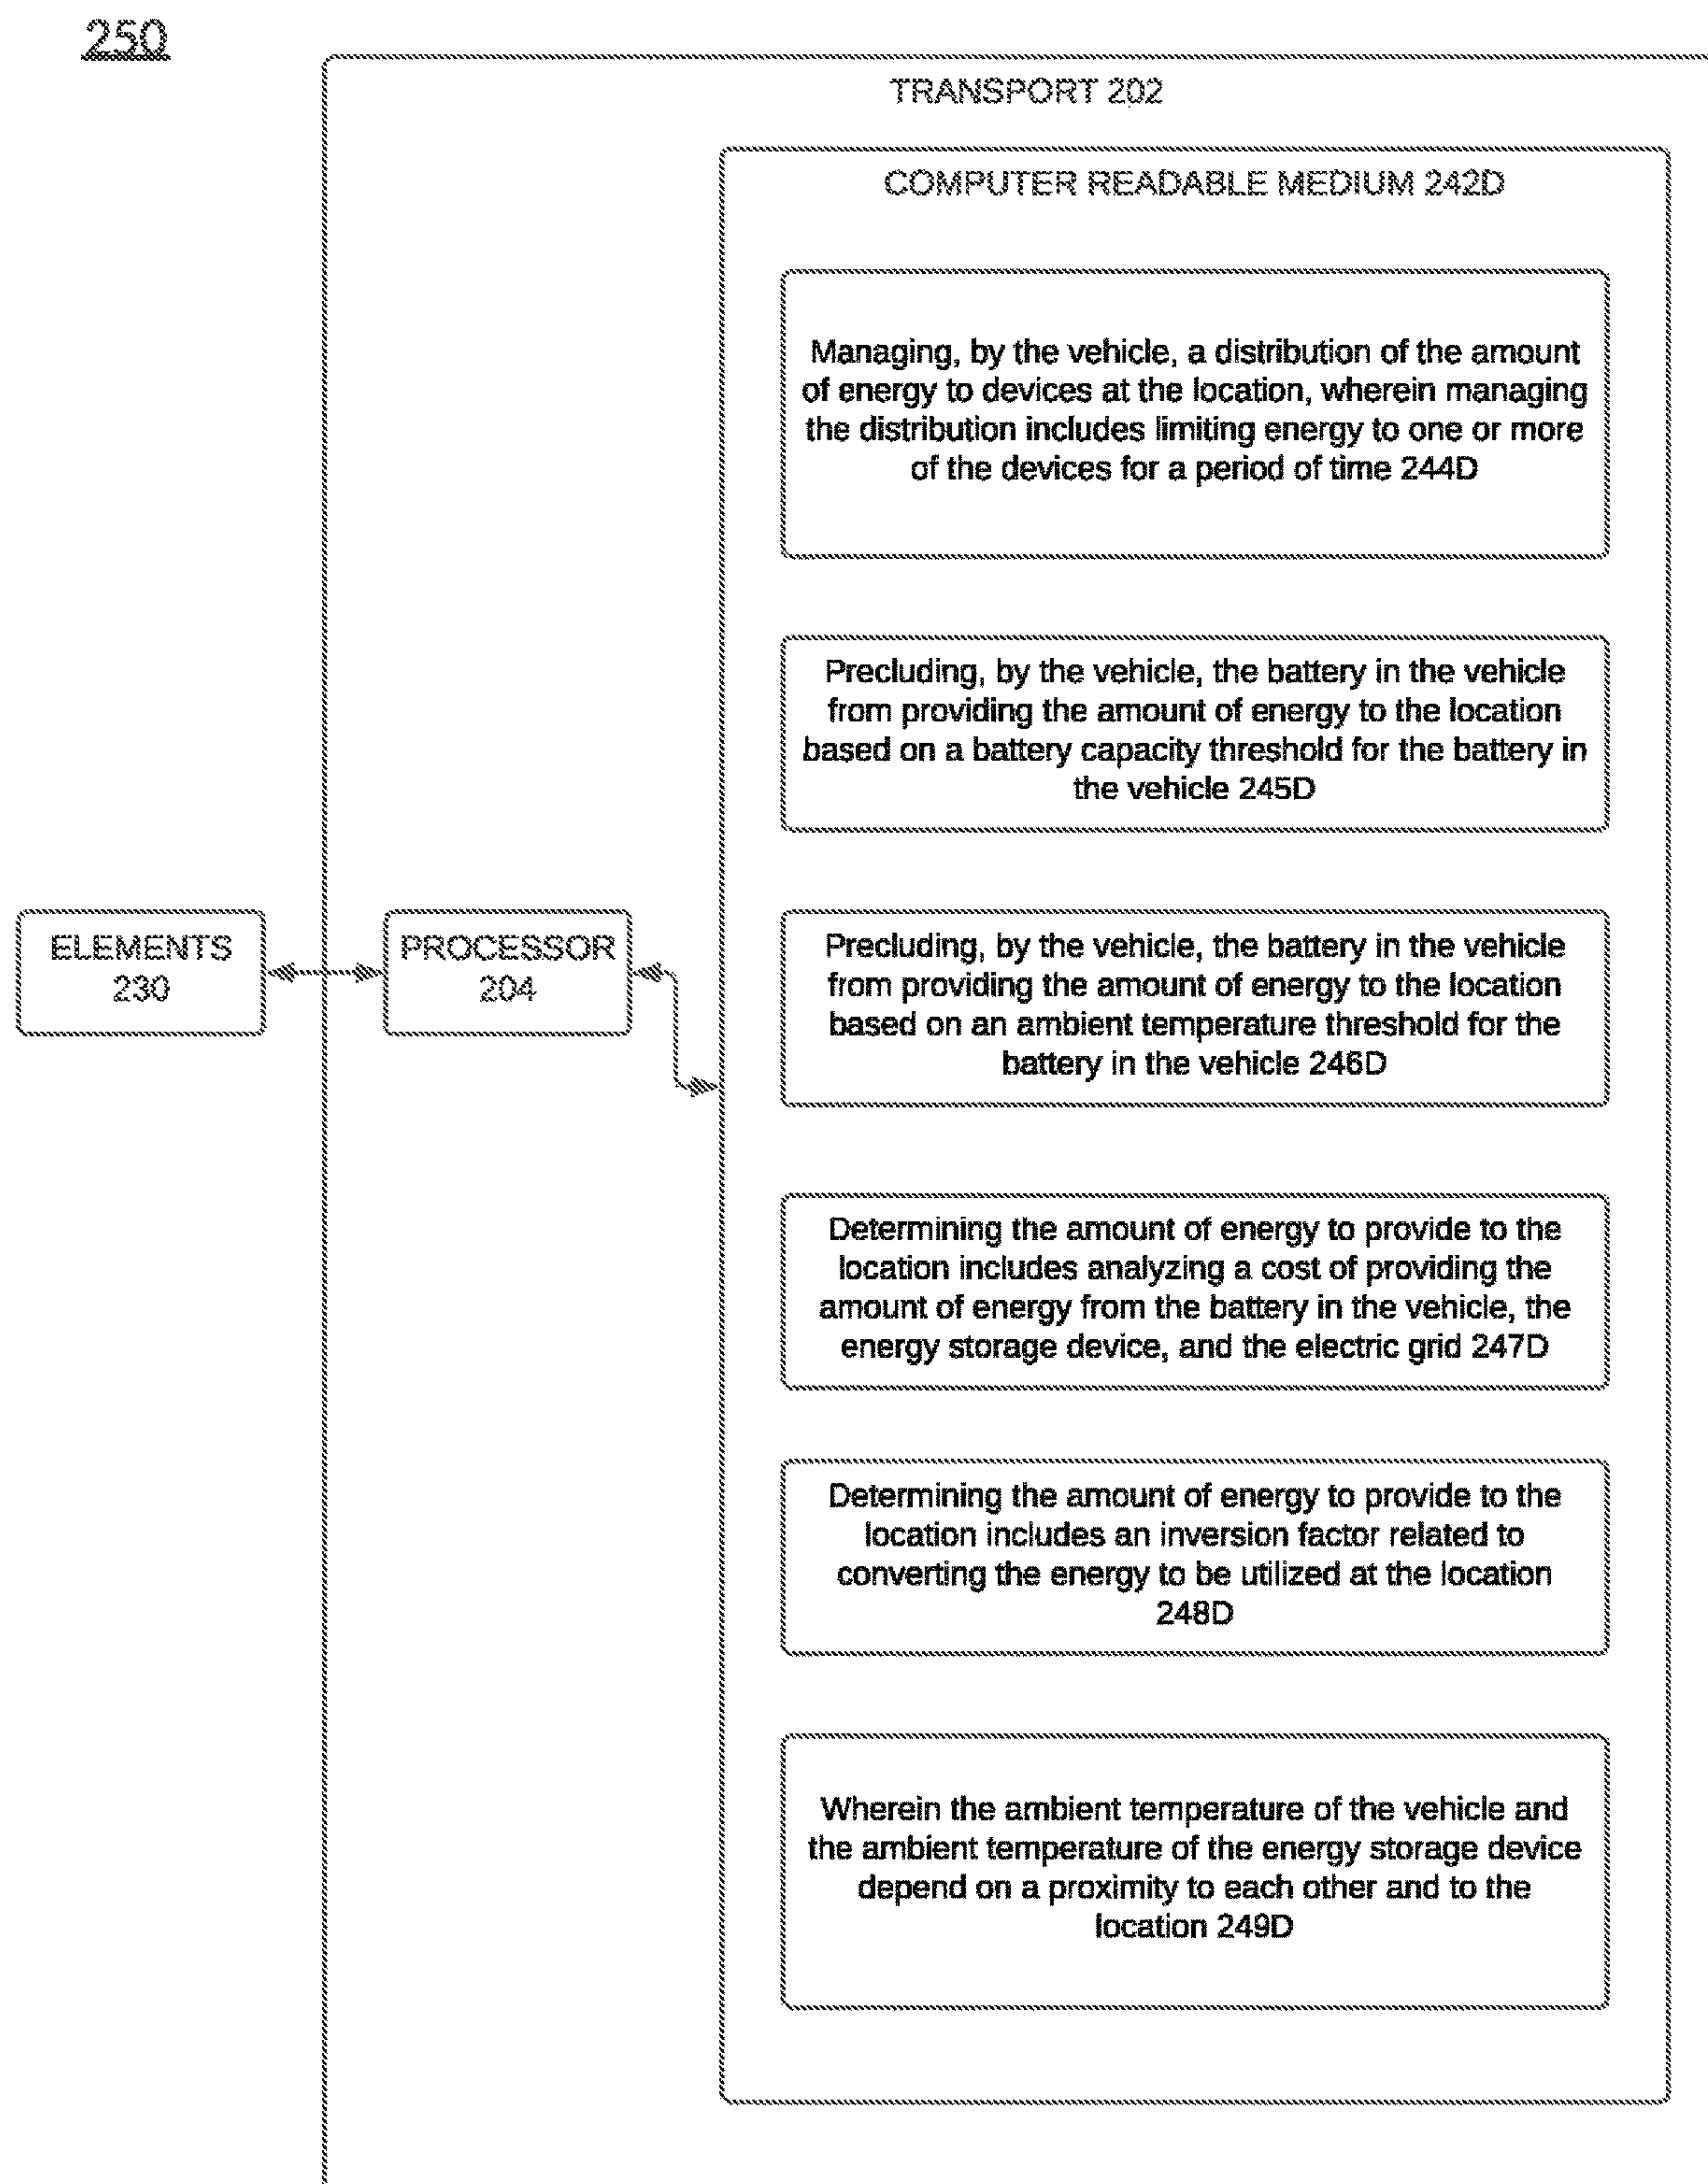 250
TRANSPORT 202
COMPUTER READABLE MEDIUM 242D
Managing, by the vehicle, a distribution of the amount
of energy to devices at the location, wherein managing
the distribution includes limiting energy to one or more
of the devices for a period of time 244D
Precluding, by the vehicle, the battery in the vehicle
from providing the amount of energy to the location
based on a battery capacity threshold for the battery in
the vehicle 245D
ELEMENTS
230
PROCESSOR
204
Precluding, by the vehicle, the battery in the vehicle
from providing the amount of energy to the location
based on an ambient temperature threshold for the
battery in the vehicle 246D
Determining the amount of energy to provide to the
location includes analyzing a cost of providing the
amount of energy from the battery in the vehicle, the
energy storage device, and the electric grid 247D
Determining the amount of energy to provide to the
location includes an inversion factor related to
converting the energy to be utilized at the location
248D
Wherein the ambient temperature of the vehicle and
the ambient temperature of the energy storage device
depend on a proximity to each other and to the
location 249D